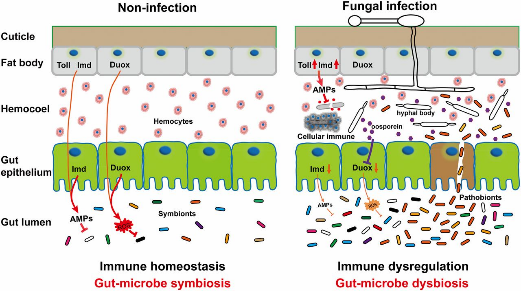 Non-infection
Fungal infection
Cuticle
Fat body
Toll Imd Duox
Toll Imd
AMPs
Hemocoel
Hemocytes
hyphal body
Cellular immune
oosporein
Gut
epithelium
Imd
Duox
Imd
Duox
Pathobionts
Gut lumen
AMPs
Symbionts
AMPs
Immune homeostasis
Gut-microbe symbiosis
Immune dysregulation
Gut-microbe dysbiosis